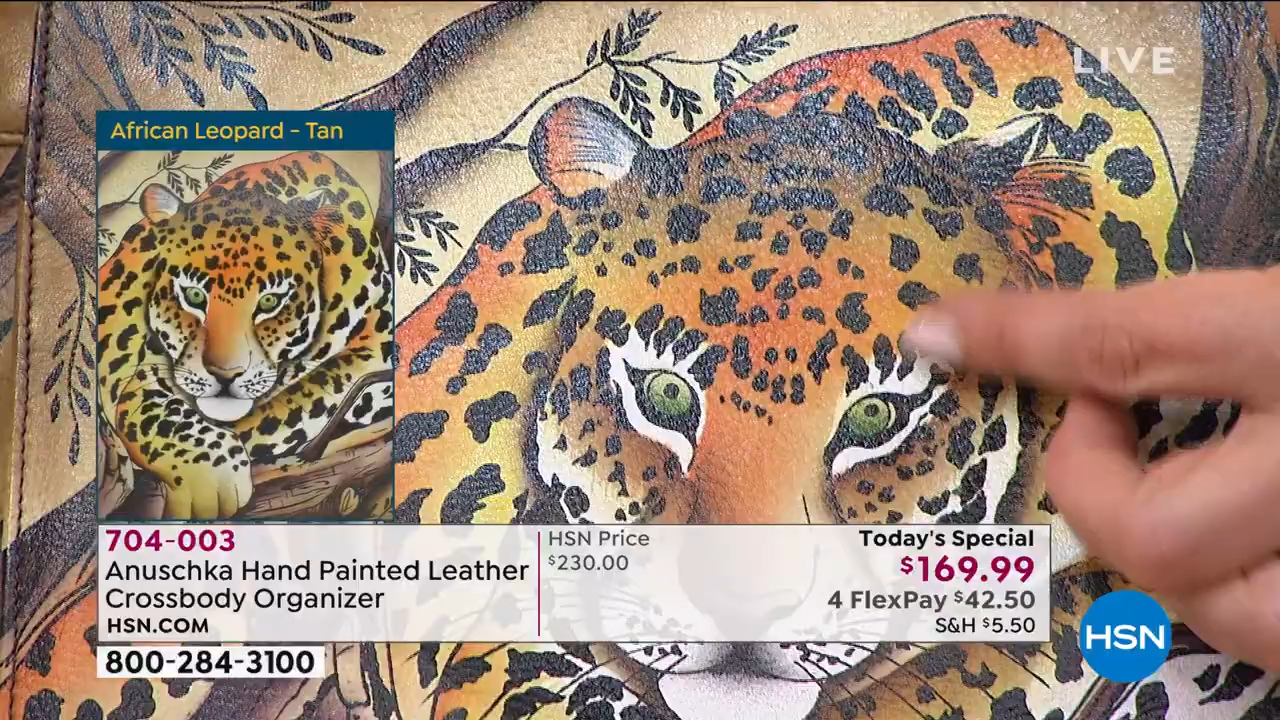 LIVE
African Leopard - Tan
704-003
Anuschka Hand Painted Leather
Crossbody Organizer
HSN.COM
HSN Price
$230.00
Today's Special
$169.99
4 FlexPay $42.50
S&H $5.50
800-284-3100
HSN